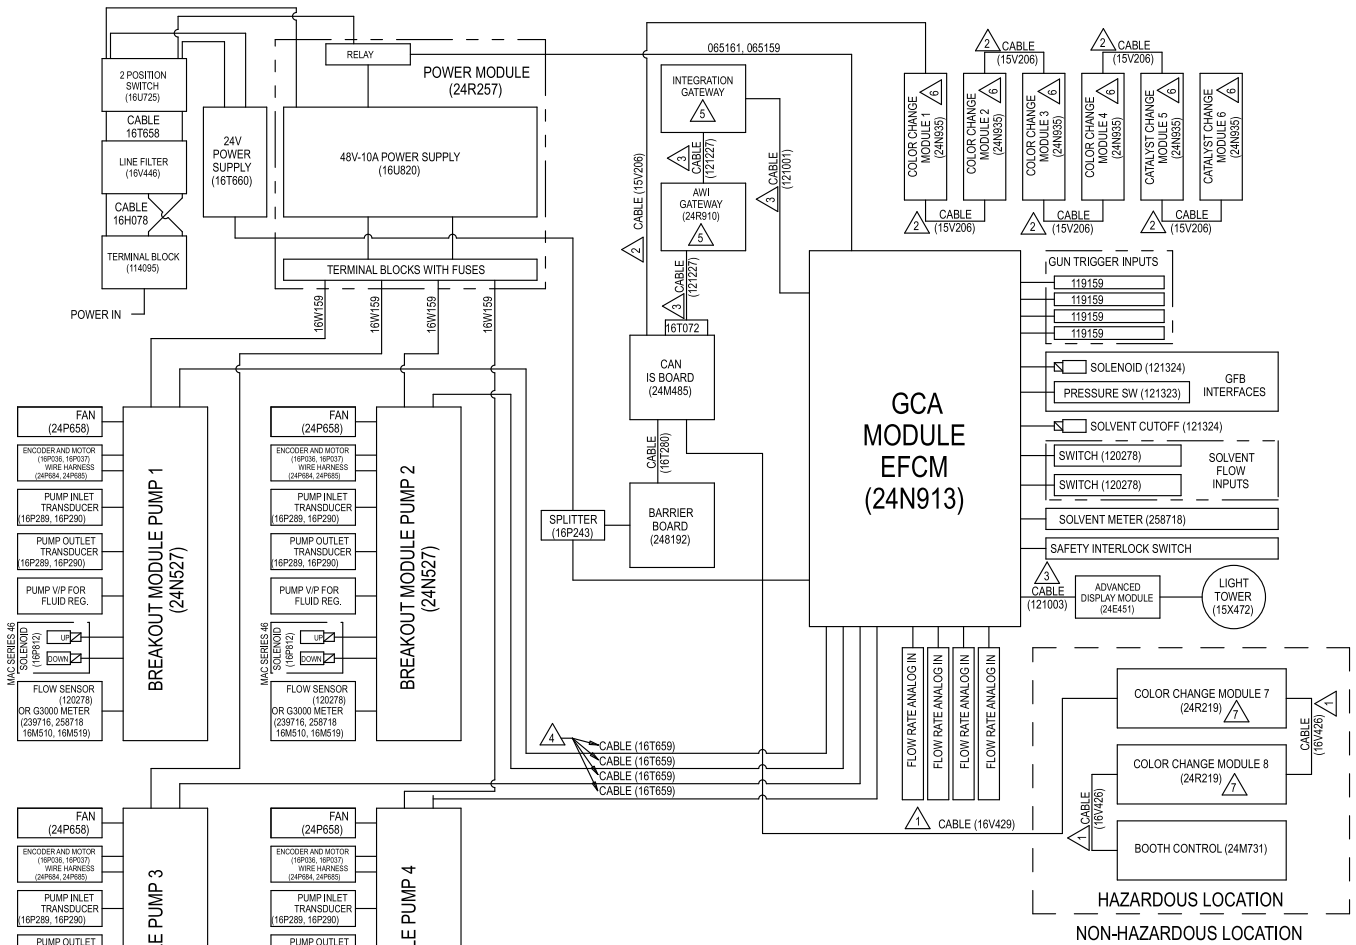 RELAY
065161, 065159
POWER MODULE
(24R257)
2 POSITION
SWITCH
(16U725)
CABLE
16T658
LINE FILTER
(16V446)
CABLE
16H078
TERMINAL BLOCK
(114095)
POWER IN
24V
POWER
SUPPLY
(16T660)
48V-10A POWER SUPPLY
(16U820)
TERMINAL BLOCKS WITH FUSES
16W159
16W159
16W159
16W159
INTEGRATION
GATEWAY
5
3
CABLE
(121227)
AWI
GATEWAY
(24R910)
5
3
CABLE
(121227)
3
CABLE
(121001)
2
CABLE (15V206)
16T072
CAN
IS BOARD
(24M485)
CABLE
(16T280)
BARRIER
BOARD
(248192)
SPLITTER
(16P243)
GCA
MODULE
EFCM
(24N913)
2
CABLE
(15V206)
2
CABLE
(15V206)
COLOR CHANGE
MODULE 1
(24N935)
6
COLOR CHANGE
MODULE 2
(24N935)
6
COLOR CHANGE
MODULE 3
(24N935)
6
COLOR CHANGE
MODULE 4
(24N935)
6
CATALYST CHANGE
MODULE 5
(24N935)
6
CATALYST CHANGE
MODULE 6
(24N935)
6
2
CABLE
(15V206)
2
CABLE
(15V206)
2
CABLE
(15V206)
GUN TRIGGER INPUTS
119159
119159
119159
119159
SOLENOID (121324)
PRESSURE SW (121323)
GFB
INTERFACES
SOLVENT CUTOFF (121324)
SWITCH (120278)
SWITCH (120278)
SOLVENT
FLOW
INPUTS
SOLVENT METER (258718)
SAFETY INTERLOCK SWITCH
3
CABLE
(121003)
ADVANCED
DISPLAY MODULE
(24E451)
LIGHT
TOWER
(15X472)
FLOW RATE ANALOG IN
FLOW RATE ANALOG IN
FLOW RATE ANALOG IN
FLOW RATE ANALOG IN
1
CABLE (16V429)
COLOR CHANGE MODULE 7
(24R219)
7
1
CABLE
(16V426)
COLOR CHANGE MODULE 8
(24R219)
7
1
CABLE
(16V426)
BOOTH CONTROL (24M731)
HAZARDOUS LOCATION
NON-HAZARDOUS LOCATION
4
CABLE (16T659)
CABLE (16T659)
CABLE (16T659)
CABLE (16T659)
FAN
(24P658)
ENCODER AND MOTOR
(16P036, 16P037)
WIRE HARNESS
(24P684, 24P685)
PUMP INLET
TRANSDUCER
(16P289, 16P290)
PUMP OUTLET
TRANSDUCER
(16P289, 16P290)
PUMP V/P FOR
FLUID REG.
MAC SERIES 46
SOLENOID
(16P812)
UP
DOWN
FLOW SENSOR
(120278)
OR G3000 METER
(239716, 258718
16M510, 16M519)
BREAKOUT MODULE PUMP 1
(24N527)
FAN
(24P658)
ENCODER AND MOTOR
(16P036, 16P037)
WIRE HARNESS
(24P684, 24P685)
PUMP INLET
TRANSDUCER
(16P289, 16P290)
PUMP OUTLET
TRANSDUCER
(16P289, 16P290)
PUMP V/P FOR
FLUID REG.
MAC SERIES 46
SOLENOID
(16P812)
UP
DOWN
FLOW SENSOR
(120278)
OR G3000 METER
(239716, 258718
16M510, 16M519)
BREAKOUT MODULE PUMP 2
(24N527)
FAN
(24P658)
ENCODER AND MOTOR
(16P036, 16P037)
WIRE HARNESS
(24P684, 24P685)
PUMP INLET
TRANSDUCER
(16P289, 16P290)
PUMP OUTLET
LE PUMP 3
FAN
(24P658)
ENCODER AND MOTOR
(16P036, 16P037)
WIRE HARNESS
(24P684, 24P685)
PUMP INLET
TRANSDUCER
(16P289, 16P290)
PUMP OUTLET
LE PUMP 4